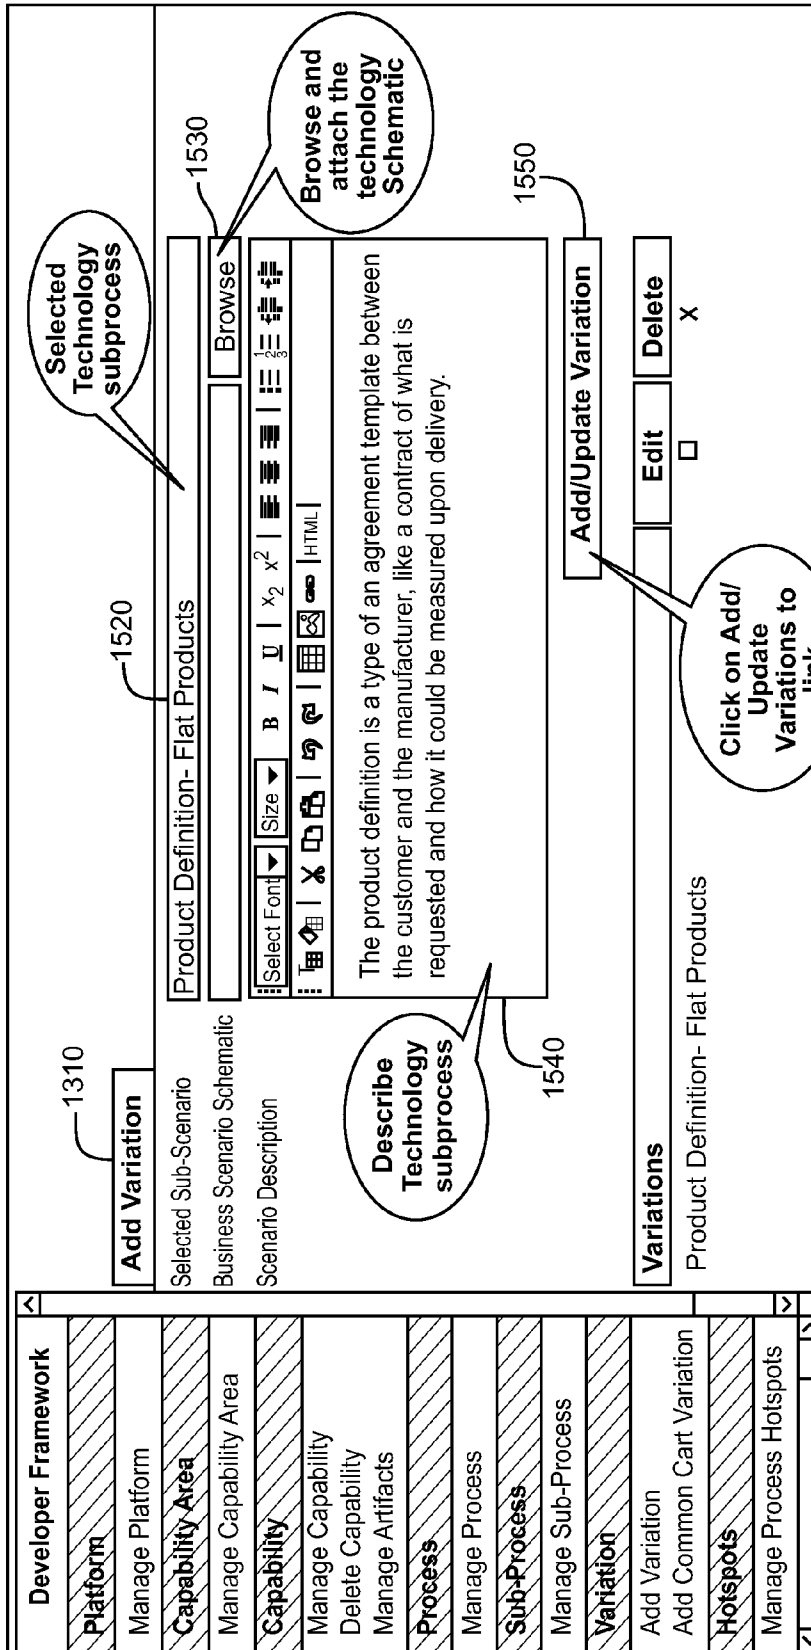 Developer Framework
Platform
Manage Platform
Capability Area
Manage Capability Area
Capability
Manage Capability
Delete Capability
Manage Artifacts
Process
Manage Process
Sub-Process
Manage Sub-Process
Variation
Add Variation
Add Common Cart Variation
Hotspots
Manage Process Hotspots
1310
Add Variation
1520
Selected
Technology
subprocess
Selected Sub-Scenario
Product Definition- Flat Products
1530
Business Scenario Schematic
Browse
Browse and
attach the
technology
Schematic
Scenario Description
Select Font
Size
B I U
X2 X2
1
2
3
HTML
The product definition is a type of an agreement template between
the customer and the manufacturer, like a contract of what is
requested and how it could be measured upon delivery.
Describe
Technology
subprocess
1540
1550
Add/Update Variation
Variations
Edit
Delete
Product Definition- Flat Products
X
Click on Add/
Update
Variations to